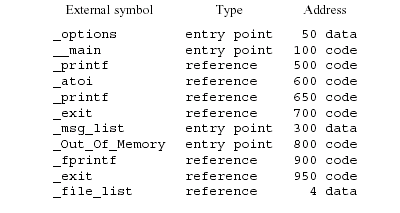 External symbol Type Address
_options entry point 50 data
__main entry point 100 code
_printf reference 500 code
_atoi reference 600 code
_printf reference 650 code
_exit reference 700 code
_msg_list entry point 300 data
_Out_Of_Memory entry point 800 code
_fprintf reference 900 code
_exit reference 950 code
_file_list reference 4 data